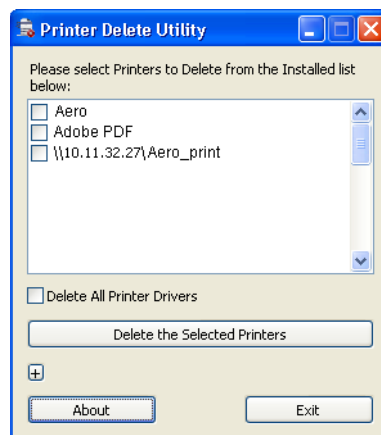 Printer Delete Utility
Please select Printers to Delete from the Installed list
below:
Aero
Adobe PDF
\\10.11.32.27\Aero_print
Delete All Printer Drivers
Delete the Selected Printers
About
Exit